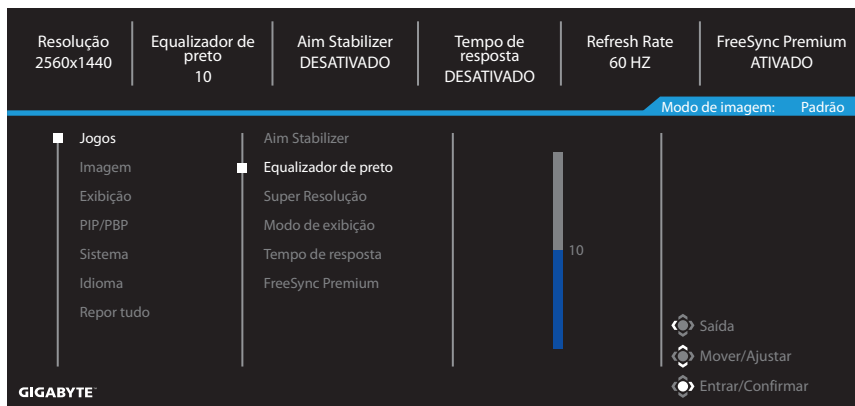 Resolução
2560x1440
Equalizador de
preto
10
Aim Stabilizer
DESATIVADO
Tempo de
resposta
DESATIVADO
Refresh Rate
60 HZ
FreeSync Premium
ATIVADO
Modo de imagem: Padrão
Jogos
Imagem
Exibição
PIP/PBP
Sistema
Idioma
Repor tudo
Aim Stabilizer
Equalizador de preto
Super Resolução
Modo de exibição
Tempo de resposta
FreeSync Premium
10
Saída
Mover/Ajustar
Entrar/Confirmar
GIGABYTE™